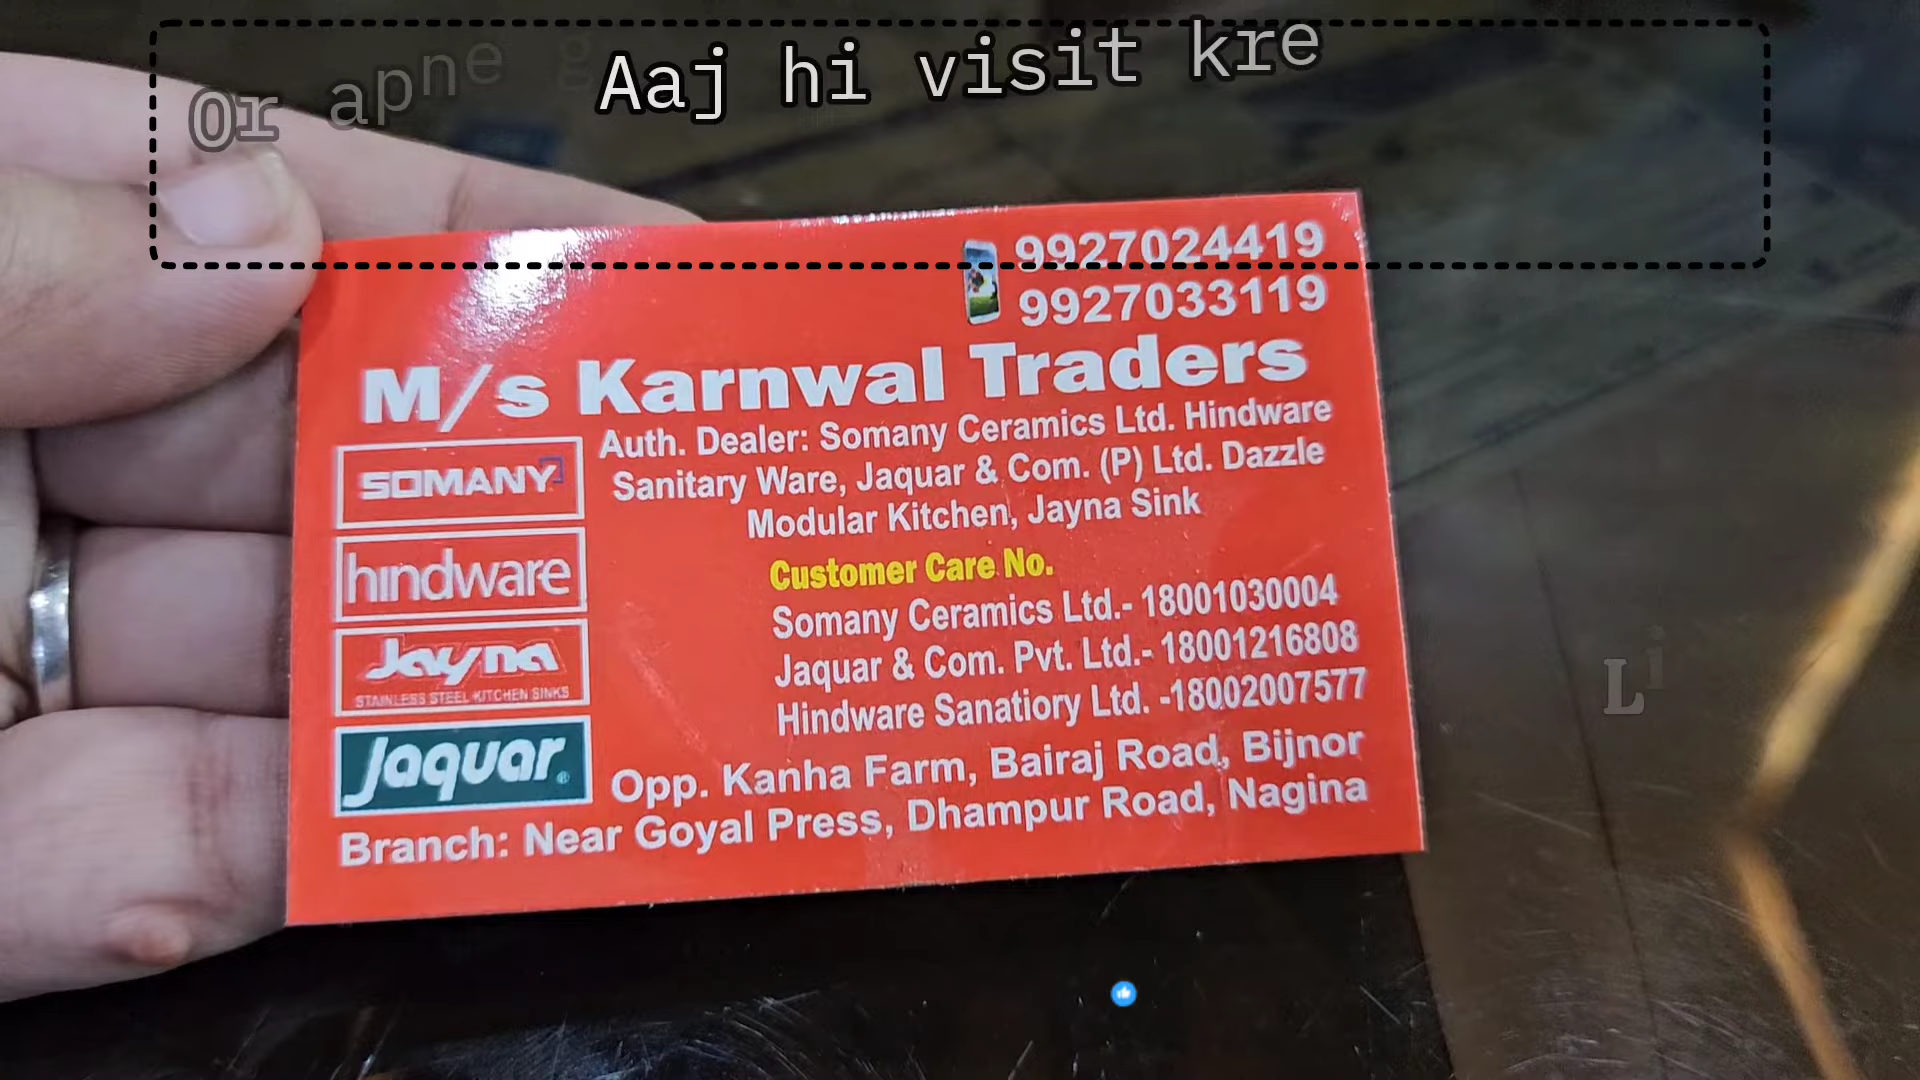 Aaj hi visit kre
Or apne
9927024419
9927033119
M/s Karnwal Traders
Auth. Dealer: Somany Ceramics Ltd. Hindware
Sanitary Ware, Jaquar & Com. (P) Ltd. Dazzle
Modular Kitchen, Jayna Sink
SOMANY
hindware
Jayna
STAINLESS STEEL KITCHEN SINKS
Jaquar
Customer Care No.
Somany Ceramics Ltd.- 18001030004
Jaquar & Com. Pvt. Ltd.- 18001216808
Hindware Sanatiory Ltd. -18002007577
Opp. Kanha Farm, Bairaj Road, Bijnor
Branch: Near Goyal Press, Dhampur Road, Nagina